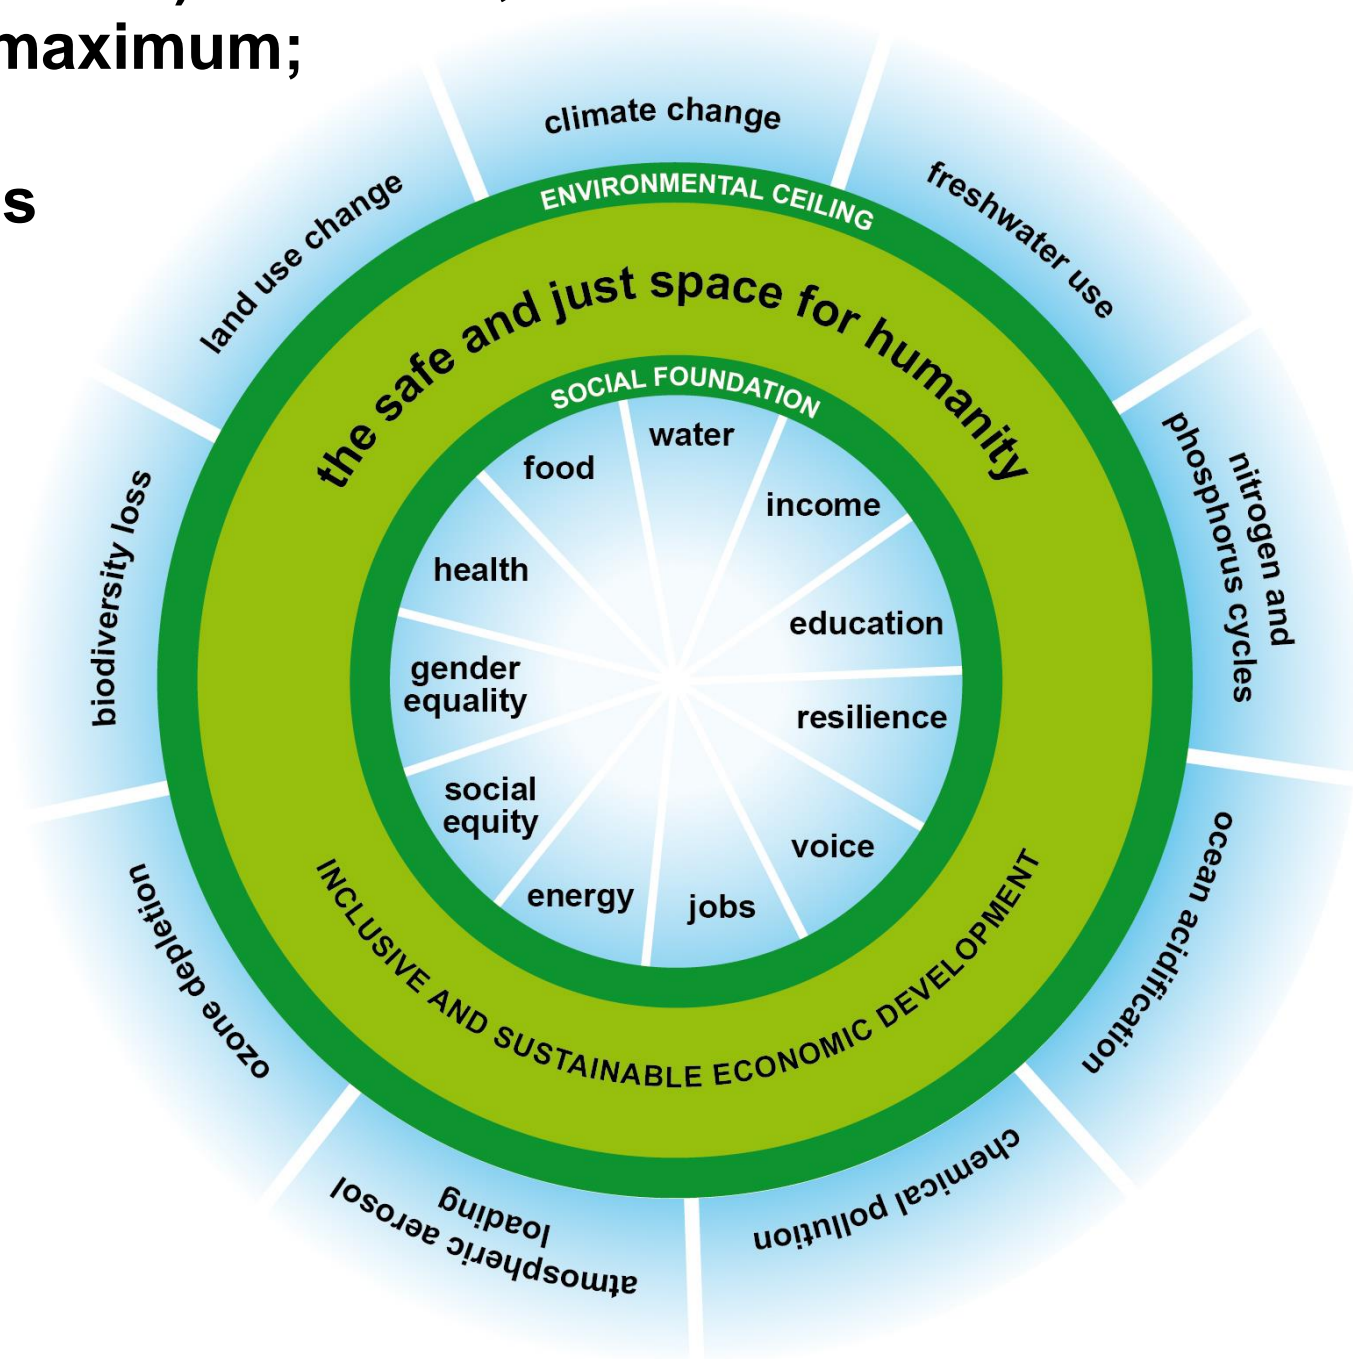 maximum;
s
climate change
freshwater use
nitrogen and
phosphorus cycles
ocean acidification
chemical pollution
atmospheric aerosol
loading
ozone depletion
biodiversity loss
land use change
ENVIRONMENTAL CEILING
the safe and just space for humanity
SOCIAL FOUNDATION
water
income
education
resilience
voice
jobs
energy
social
equity
gender
equality
health
food
INCLUSIVE AND SUSTAINABLE ECONOMIC DEVELOPMENT